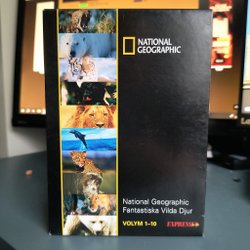 NATIONAL
GEOGRAPHIC
National Geographic
Fantastiska Vilda Djur
VOLYM 1-10
EXPRESSEN